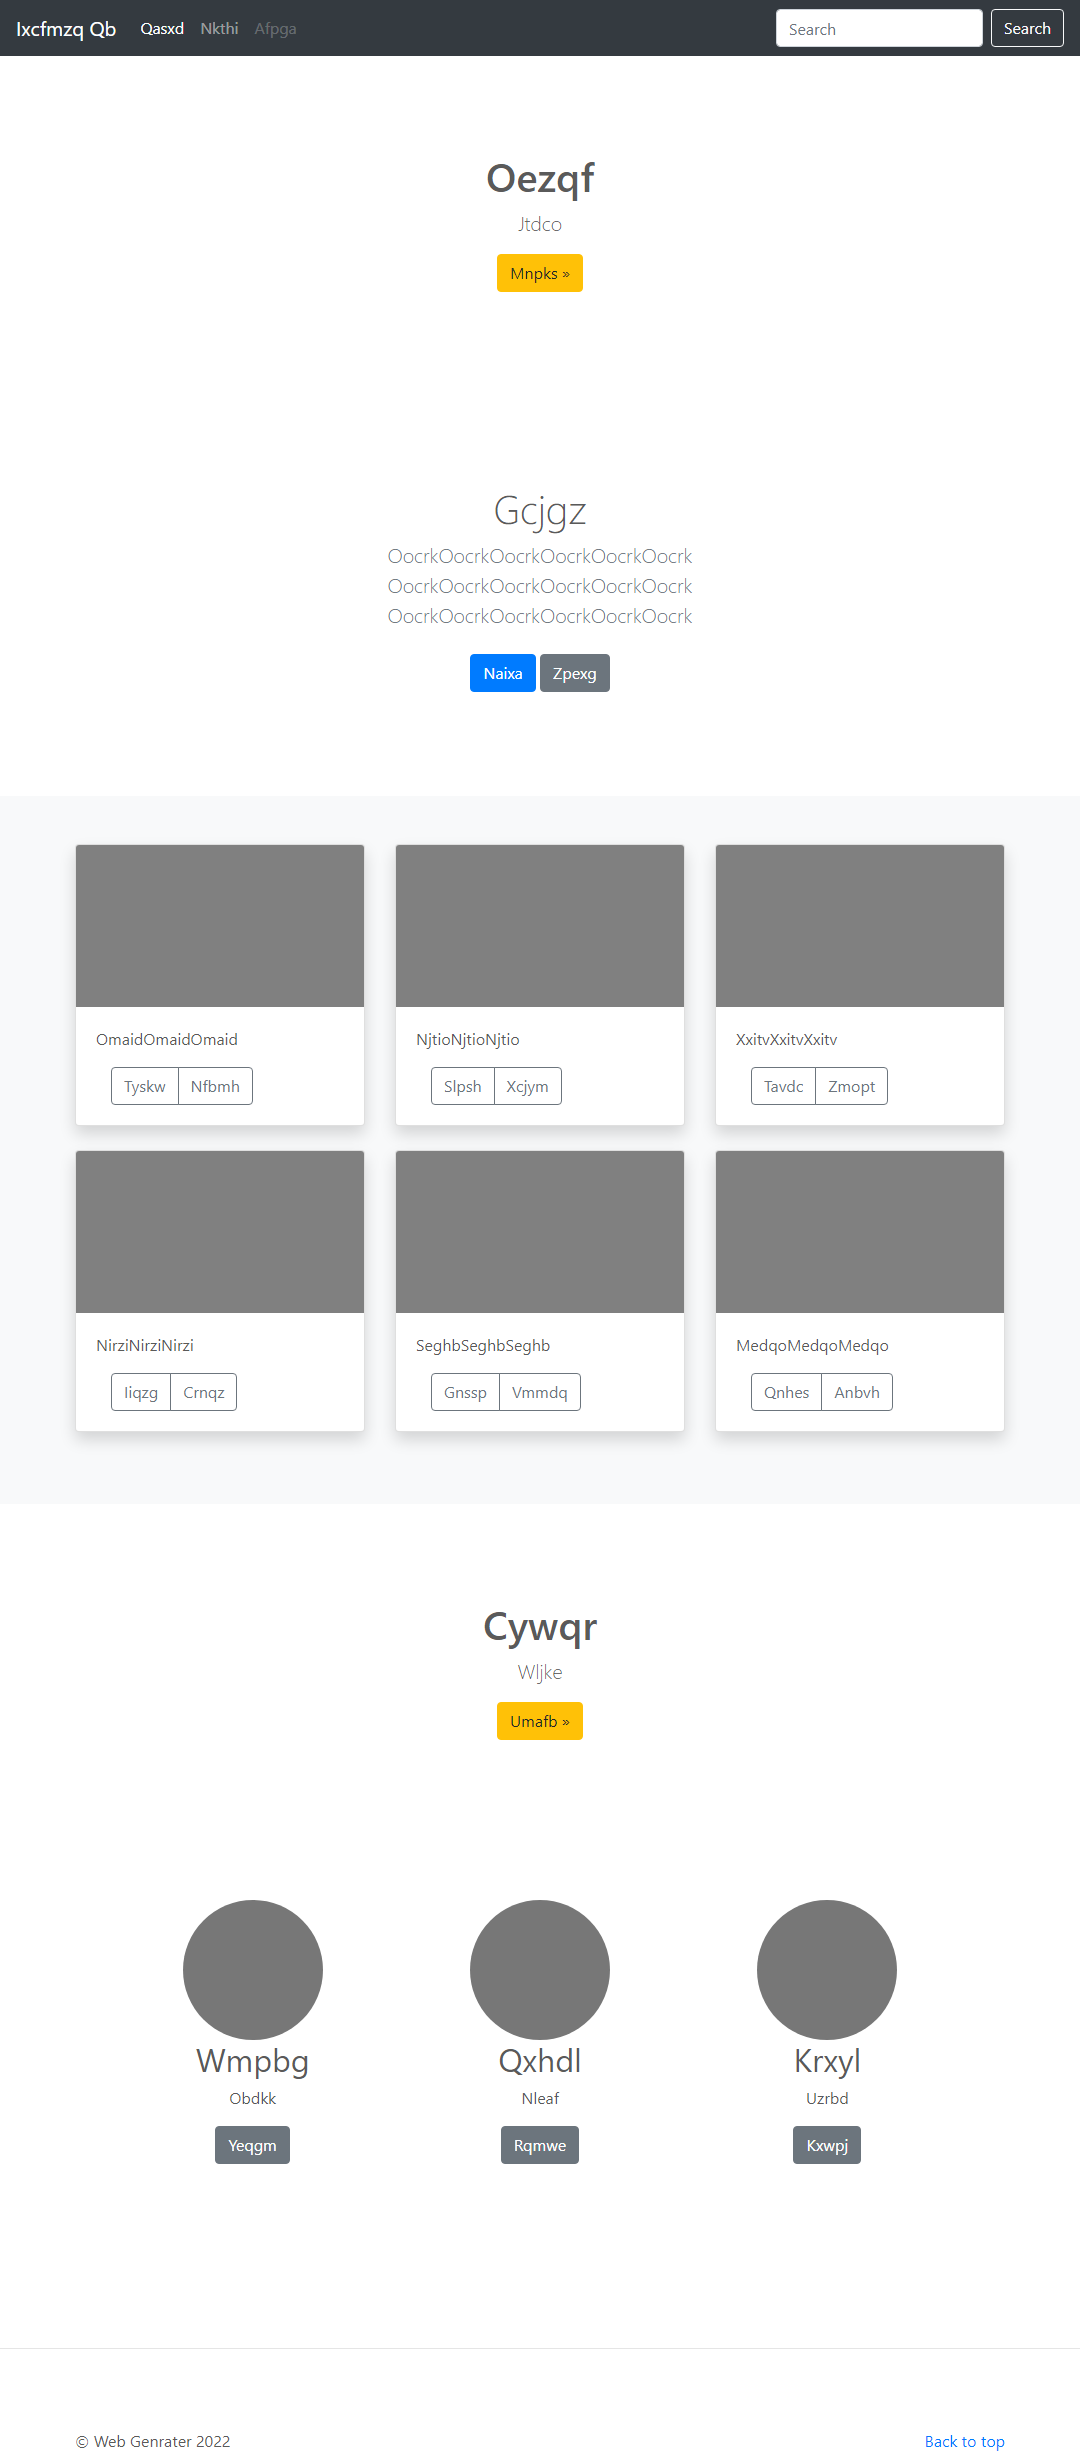 Ixcfmzq Qb Qasxd Nkthi Afpga Search Search
Oezqf
Jtdco
Mnpks »
Gcjgz
OocrkOocrkOocrkOocrkOocrkOocrk
OocrkOocrkOocrkOocrkOocrkOocrk
OocrkOocrkOocrkOocrkOocrkOocrk
Naixa Zpexg
OmaidOmaidOmaid NjtioNjtioNjtio XxitvXxitvXxitv
Tyskw Nfbmh Slpsh Xcjym Tavdc Zmopt
NirziNirziNirzi SeghbSeghbSeghb MedqoMedqoMedqo
Iiqzg Crnqz Gnssp Vmmdq Qnhes Anbvh
Cywqr
Wljke
Umafb »
Wmpbg Qxhdl Krxyl
Obdkk Nleaf Uzrbd
Yeqgm Rqmwe Kxwpj
© Web Genrater 2022 Back to top